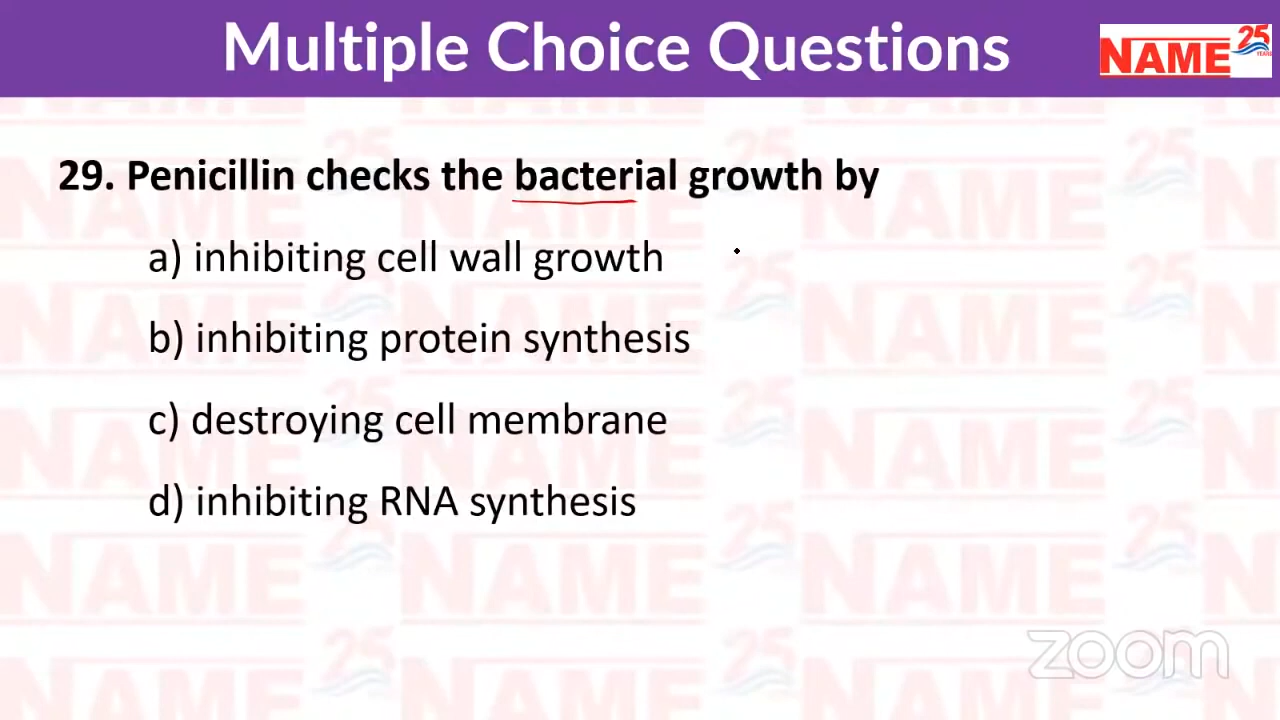 Multiple Choice Questions
NAME 25 YEARS
29. Penicillin checks the bacterial growth by
a) inhibiting cell wall growth
b) inhibiting protein synthesis
c) destroying cell membrane
d) inhibiting RNA synthesis
zoom